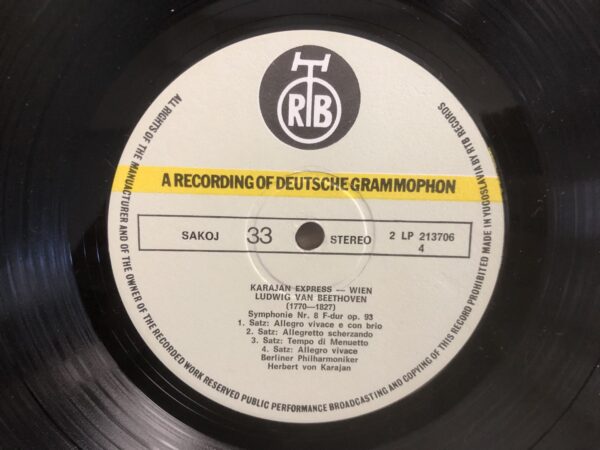 RTB
ALL RIGHTS OF THE MANUFACTURER AND OF THE OWNER OF THE RECORDED WORK RESERVED PUBLIC PERFORMANCE BROADCASTING AND COPYING OF THIS RECORD PROHIBITED MADE IN YUGOSLAVIA BY RTB RECORDS
A RECORDING OF DEUTSCHE GRAMMOPHON
SAKOJ 33 STEREO 2 LP 213706
4
KARAJAN EXPRESS — WIEN
LUDWIG VAN BEETHOVEN
(1770—1827)
Symphonie Nr. 8 F-dur op. 93
1. Satz: Allegro vivace e con brio
2. Satz: Allegretto scherzando
3. Satz: Tempo di Menuetto
4. Satz: Allegro vivace
Berliner Philharmoniker
Herbert von Karajan